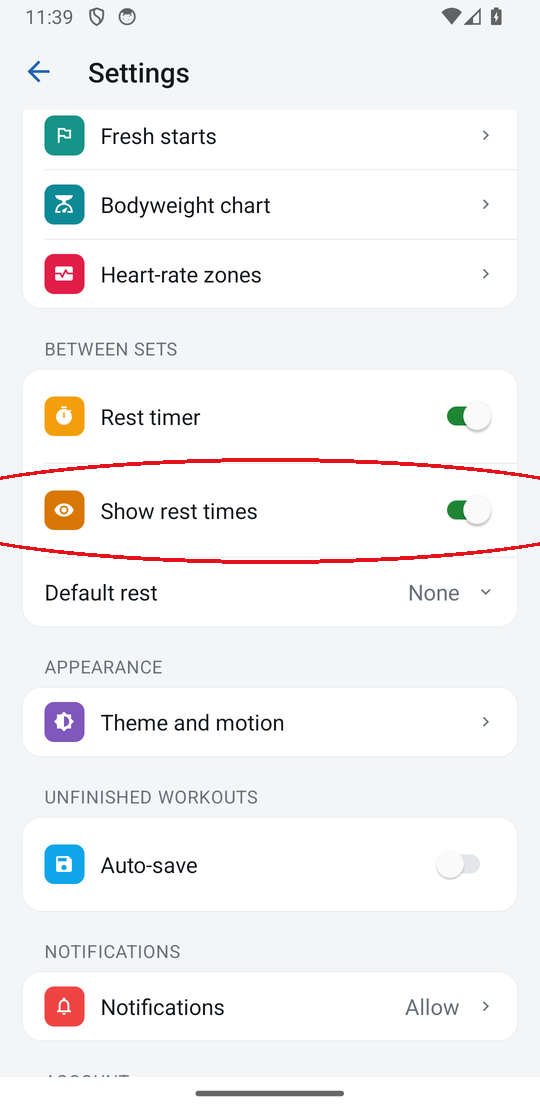 11:39
Settings
Fresh starts
Bodyweight chart
Heart-rate zones
BETWEEN SETS
Rest timer
Show rest times
Default rest None
APPEARANCE
Theme and motion
UNFINISHED WORKOUTS
Auto-save
NOTIFICATIONS
Notifications Allow